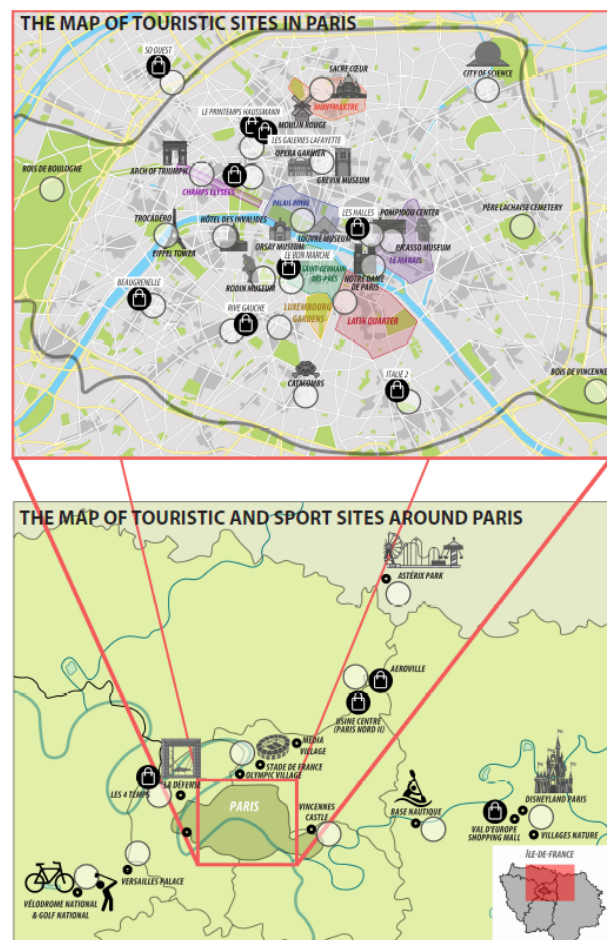 THE MAP OF TOURISTIC SITES IN PARIS
SO OUEST
SACRE CŒUR
CITY OF SCIENCE
MONTMARTRE
LE PRINTEMPS HAUSSMANN
MOULIN ROUGE
LES GALERIES LAFAYETTE
OPERA GARNIER
GREVIN MUSEUM
ARCH OF TRIUMPH
BOIS DE BOULOGNE
CHAMPS ELYSÉES
PALAIS ROYAL
LES HALLES
POMPIDOU CENTER
PÈRE LACHAISE CEMETERY
TROCADÉRO
HÔTEL DES INVALIDES
LOUVRE MUSEUM
ORSAY MUSEUM
PICASSO MUSEUM
EIFFEL TOWER
LE BON MARCHE
LE MARAIS
SAINT-GERMAIN
DES-PRÉS
NOTRE DAME
DE PARIS
RODIN MUSEUM
BEAUGRENELLE
RIVE GAUCHE
LUXEMBOURG
GARDENS
LATIN QUARTER
CATACOMBS
ITALIE 2
BOIS DE VINCENNE
THE MAP OF TOURISTIC AND SPORT SITES AROUND PARIS
ASTÉRIX PARK
AEROVILLE
USINE CENTRE
(PARIS NORD II)
MEDIA
VILLAGE
STADE DE FRANCE
OLYMPIC VILLAGE
LA DÉFENSE
LES 4 TEMPS
PARIS
VINCENNES
CASTLE
BASE NAUTIQUE
DISNEYLAND PARIS
VAL D'EUROPE
SHOPPING MALL
VILLAGES NATURE
VERSAILLES PALACE
VÉLODROME NATIONAL
& GOLF NATIONAL
ÎLE-DE-FRANCE